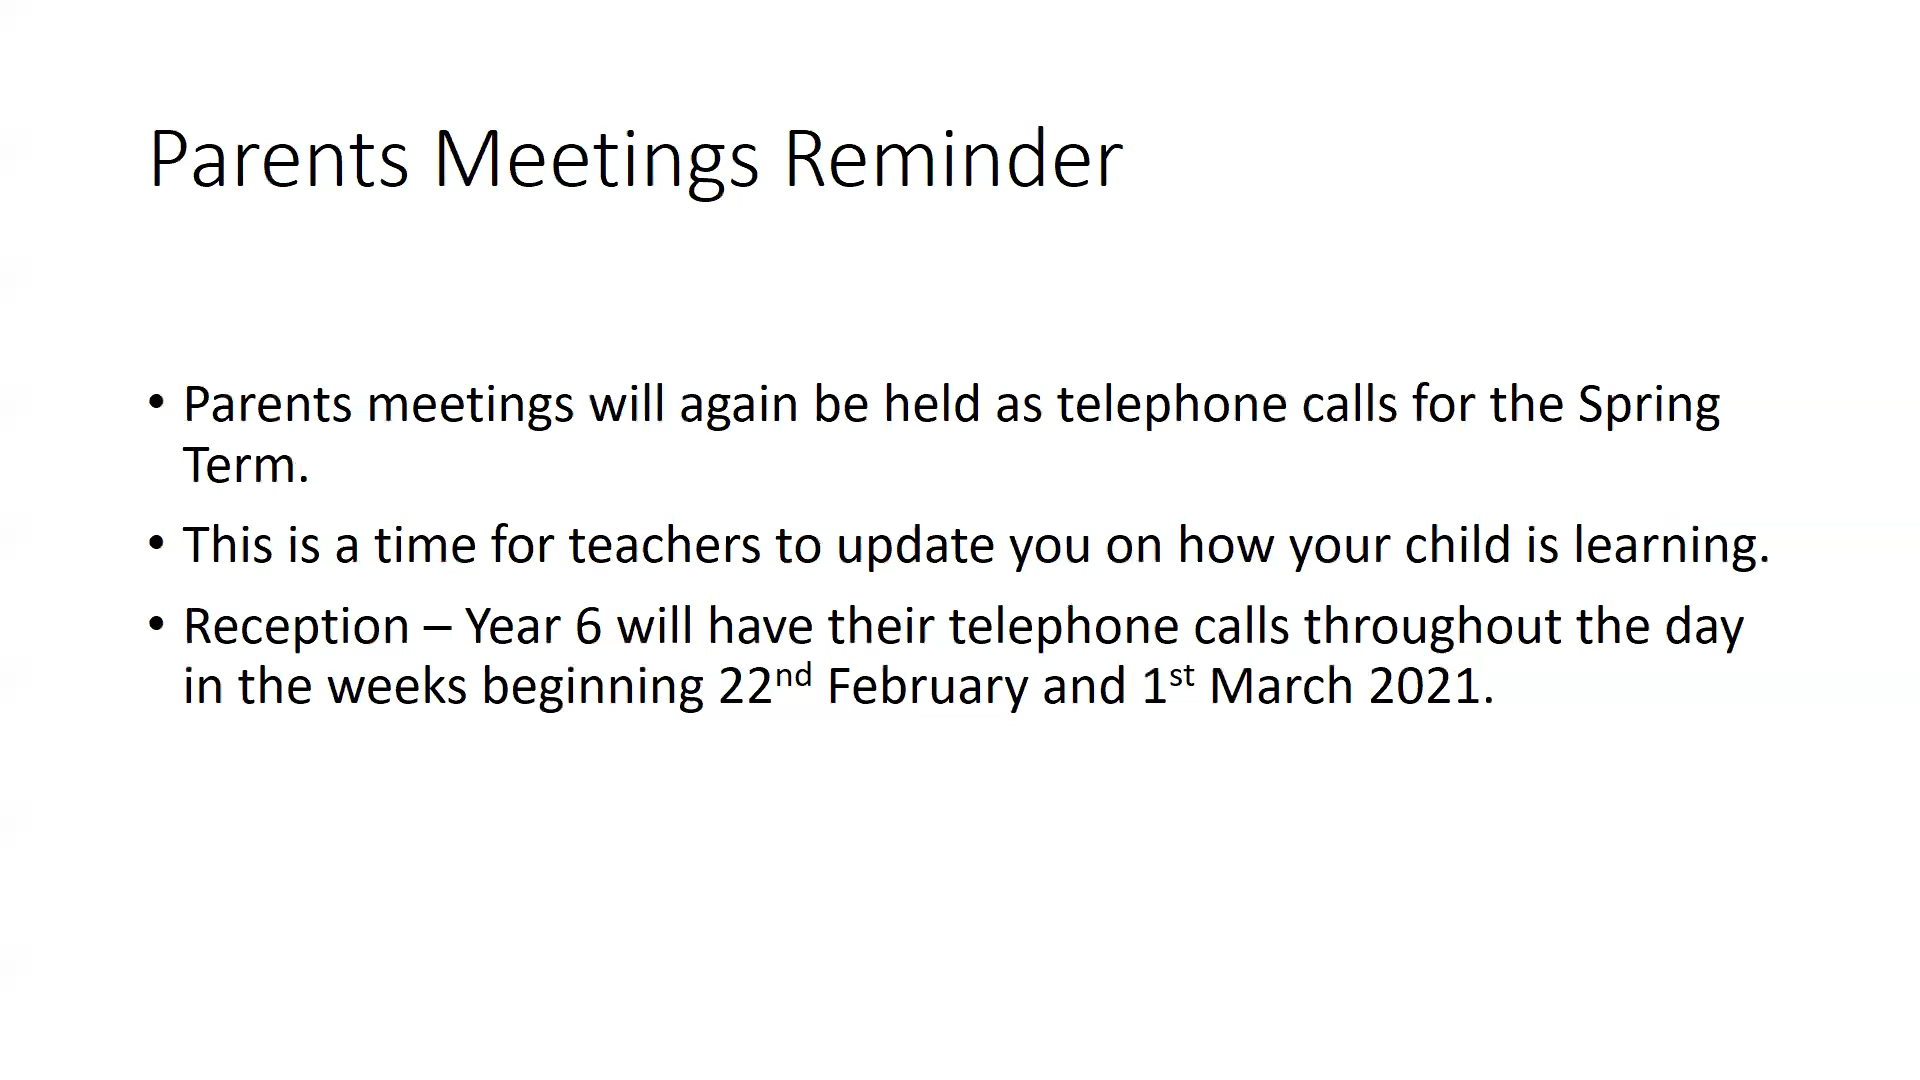 Parents Meetings Reminder
• Parents meetings will again be held as telephone calls for the Spring
Term.
• This is a time for teachers to update you on how your child is learning.
• Reception – Year 6 will have their telephone calls throughout the day
in the weeks beginning 22nd February and 1st March 2021.